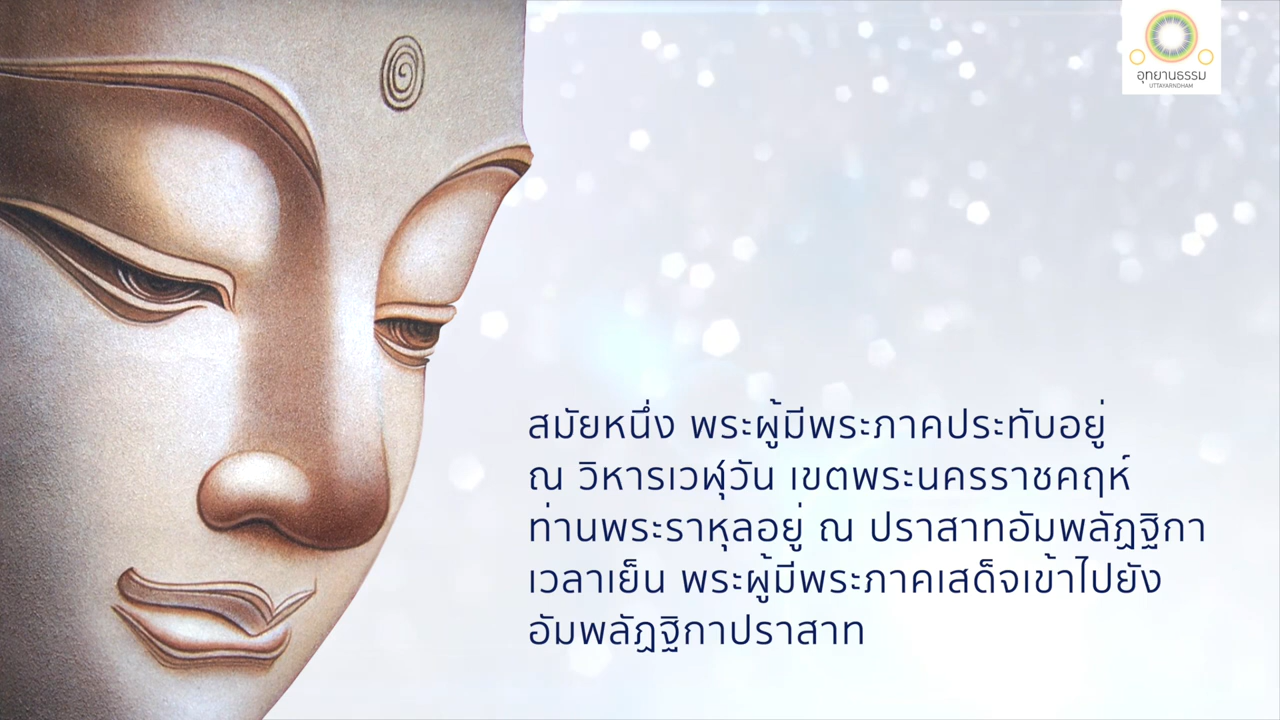 อุทยานธรรม
UTTAYARNDHAM
สมัยหนึ่ง พระผู้มีพระภาคประทับอยู่
ณ วิหารเวฬุวัน เขตพระนครราชคฤห์
ท่านพระราหุลอยู่ ณ ปราสาทอัมพลัฏฐิกา
เวลาเย็น พระผู้มีพระภาคเสด็จเข้าไปยัง
อัมพลัฏฐิกาปราสาท